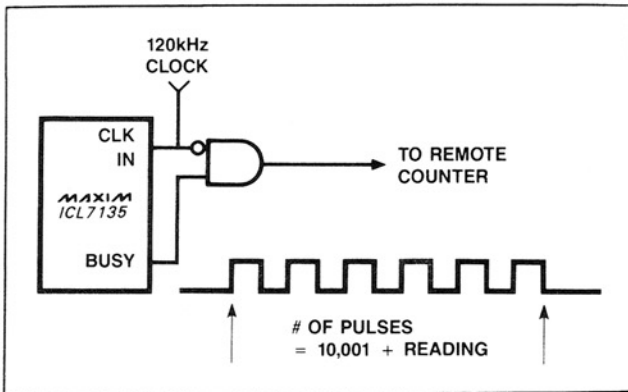 120kHz
CLOCK
CLK
IN
MAXIM
ICL7135
BUSY
TO REMOTE
COUNTER
# OF PULSES
= 10,001 + READING